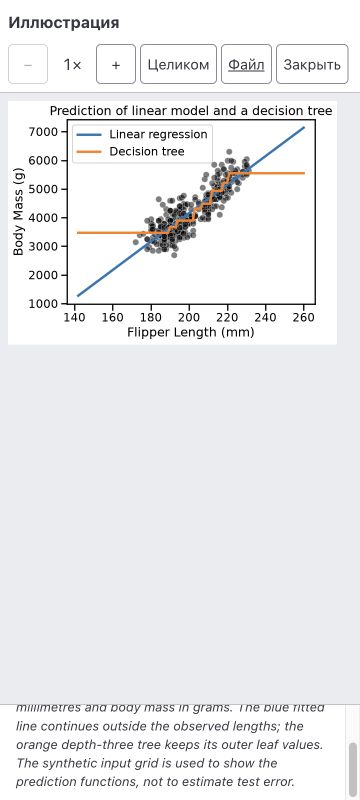 Иллюстрация
−
1×
+
Целиком
Файл
Закрыть
Prediction of linear model and a decision tree
Linear regression
Decision tree
Body Mass (g)
7000
6000
5000
4000
3000
2000
1000
140 160 180 200 220 240 260
Flipper Length (mm)
millimetres and body mass in grams. The blue fitted
line continues outside the observed lengths; the
orange depth-three tree keeps its outer leaf values.
The synthetic input grid is used to show the
prediction functions, not to estimate test error.